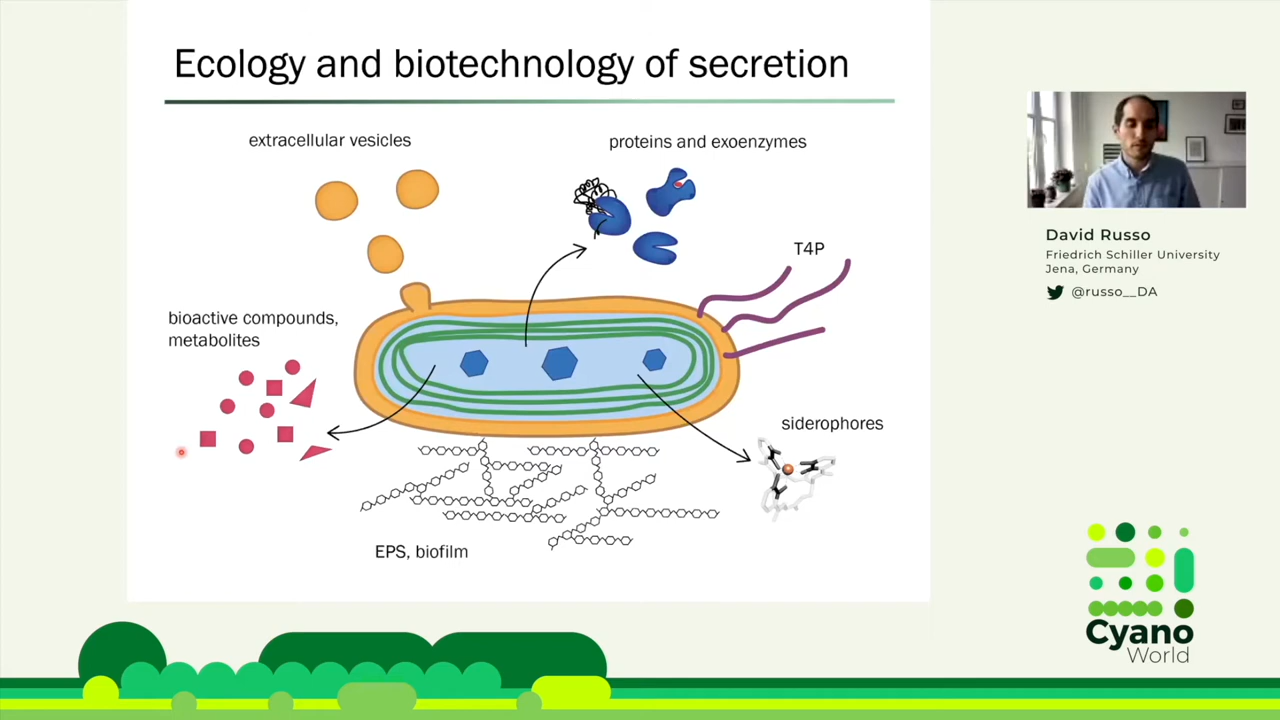 Ecology and biotechnology of secretion
extracellular vesicles
proteins and exoenzymes
T4P
bioactive compounds,
metabolites
siderophores
EPS, biofilm
David Russo
Friedrich Schiller University
Jena, Germany
@russo__DA
Cyano
World